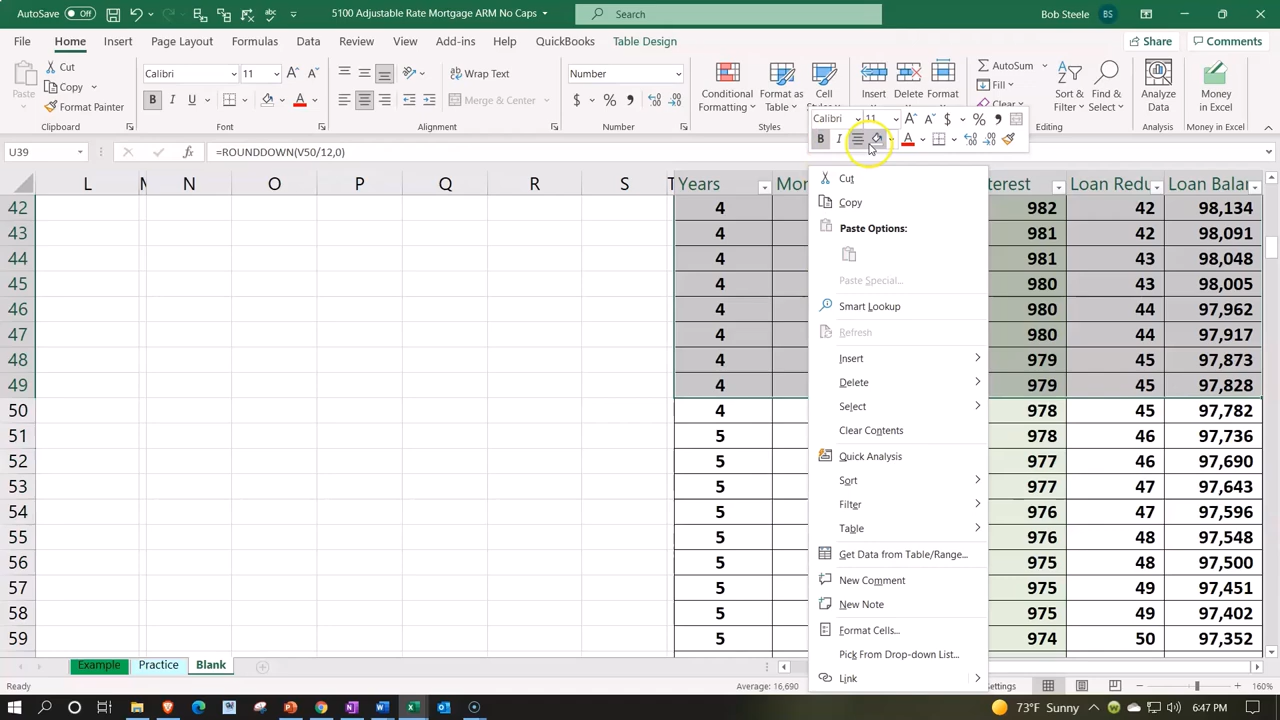 AutoSave Off 5100 Adjustable Rate Mortgage ARM No Caps Search Bob Steele BS
File Home Insert Page Layout Formulas Data Review View Add-ins Help QuickBooks Table Design Share Comments
Cut
Copy
Format Painter
Paste
Clipboard
Calibri 11
B I U
Font
Wrap Text
Merge & Center
Alignment
Number
$ %
Number
Conditional Formatting
Format as Table
Cell Styles
Insert Delete Format
AutoSum
Fill
Clear
Sort & Filter
Find & Select
Analyze Data
Analysis
Money in Excel
Money in Excel
Calibri 11 A A $ %
B I
U39 fx =ROUNDDOWN(V50/12,0)
L M N O P Q R S T Years Loan Balan
42 4 982 42 98,134
43 4 981 42 98,091
44 4 981 43 98,048
45 4 980 43 98,005
46 4 980 44 97,962
47 4 980 44 97,917
48 4 979 45 97,873
49 4 979 45 97,828
50 4 978 45 97,782
51 5 978 46 97,736
52 5 977 46 97,690
53 5 977 47 97,643
54 5 976 47 97,596
55 5 976 48 97,548
56 5 975 48 97,500
57 5 975 49 97,451
58 5 975 49 97,402
59 5 974 50 97,352
Cut
Copy
Paste Options:
Paste Special...
Smart Lookup
Refresh
Insert
Delete
Select
Clear Contents
Quick Analysis
Sort
Filter
Table
Get Data from Table/Range...
New Comment
New Note
Format Cells...
Pick From Drop-down List...
Link
Example Practice Blank
Ready Average: 16,690 Settings 160%
73°F Sunny 6:47 PM